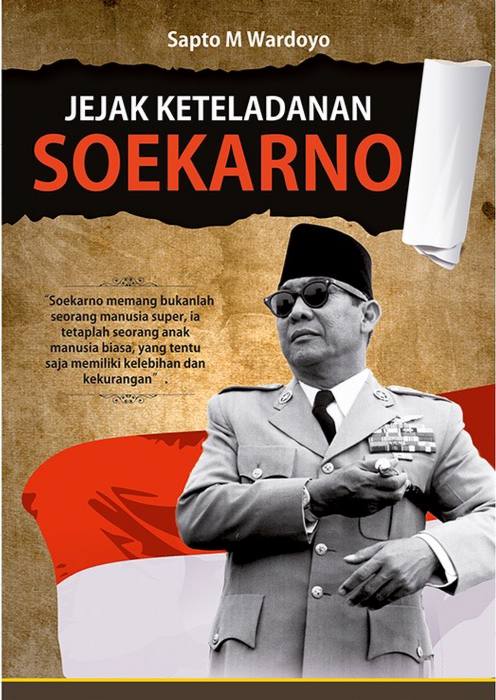 Sapto M Wardoyo
JEJAK KETELADANAN
SOEKARNO
"Soekarno memang bukanlah
seorang manusia super, ia
tetaplah seorang anak
manusia biasa, yang tentu
saja memiliki kelebihan dan
kekurangan" .